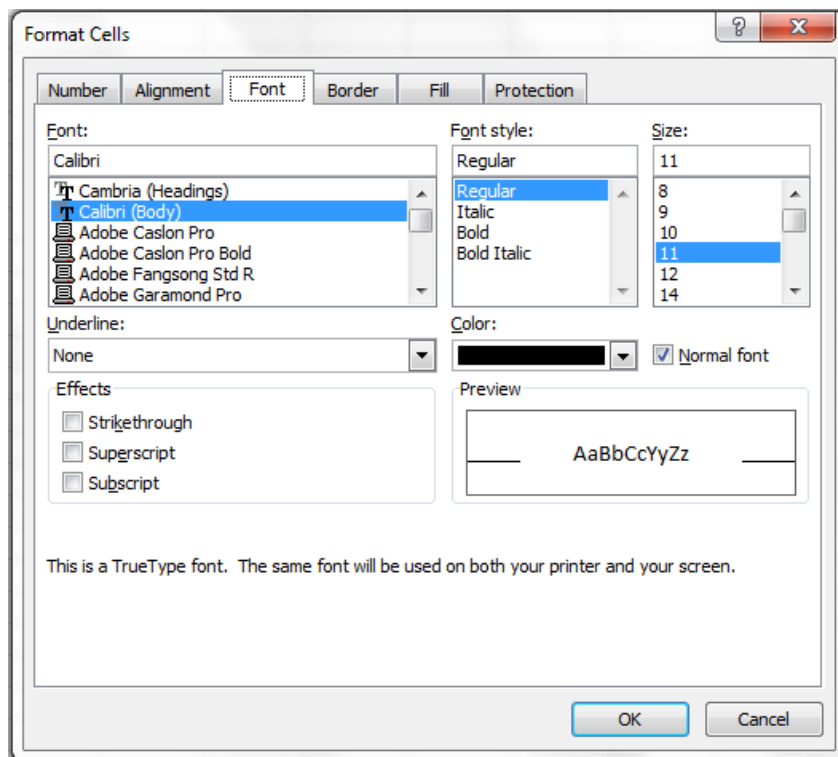 Format Cells
Number Alignment Font Border Fill Protection
Font: Font style: Size:
Calibri Regular 11
Cambria (Headings) Regular 8
Calibri (Body) Italic 9
Adobe Caslon Pro Bold 10
Adobe Caslon Pro Bold Bold Italic 11
Adobe Fangsong Std R 12
Adobe Garamond Pro 14
Underline: Color:
None Normal font
Effects Preview
Strikethrough
Superscript AaBbCcYyZz
Subscript
This is a TrueType font.  The same font will be used on both your printer and your screen.
OK Cancel